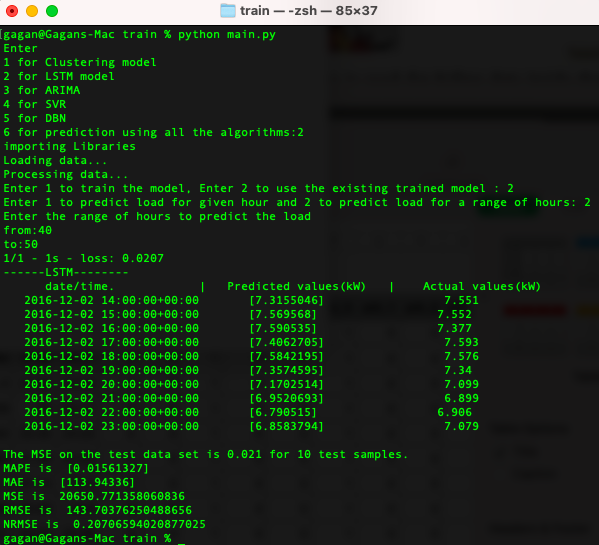 train — -zsh — 85×37
gagan@Gagans-Mac train % python main.py
Enter
1 for Clustering model
2 for LSTM model
3 for ARIMA
4 for SVR
5 for DBN
6 for prediction using all the algorithms:2
importing Libraries
Loading data...
Processing data...
Enter 1 to train the model, Enter 2 to use the existing trained model : 2
Enter 1 to predict load for given hour and 2 to predict load for a range of hours: 2
Enter the range of hours to predict the load
from:40
to:50
1/1 - 1s - loss: 0.0207
------LSTM--------
date/time. | Predicted values(kW) | Actual values(kW)
2016-12-02 14:00:00+00:00 [7.3155046] 7.551
2016-12-02 15:00:00+00:00 [7.569568] 7.552
2016-12-02 16:00:00+00:00 [7.590535] 7.377
2016-12-02 17:00:00+00:00 [7.4062705] 7.593
2016-12-02 18:00:00+00:00 [7.5842195] 7.576
2016-12-02 19:00:00+00:00 [7.3574595] 7.34
2016-12-02 20:00:00+00:00 [7.1702514] 7.099
2016-12-02 21:00:00+00:00 [6.9520693] 6.899
2016-12-02 22:00:00+00:00 [6.790515] 6.906
2016-12-02 23:00:00+00:00 [6.8583794] 7.079
The MSE on the test data set is 0.021 for 10 test samples.
MAPE is [0.01561327]
MAE is [113.94336]
MSE is 20650.771358060836
RMSE is 143.70376250488656
NRMSE is 0.20706594020877025
gagan@Gagans-Mac train %